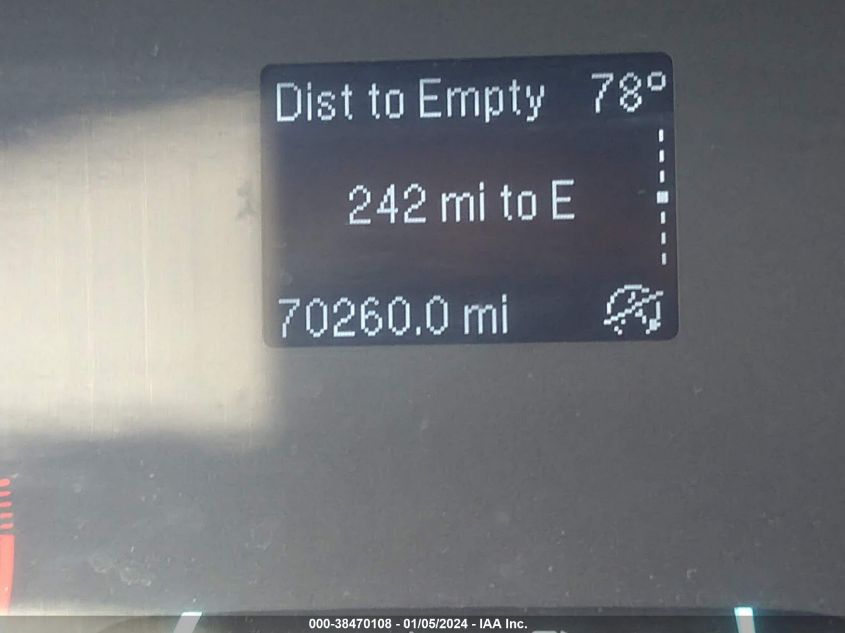 Dist to Empty 78°
242 mi to E
70260.0 mi
000-38470108 - 01/05/2024 - IAA Inc.